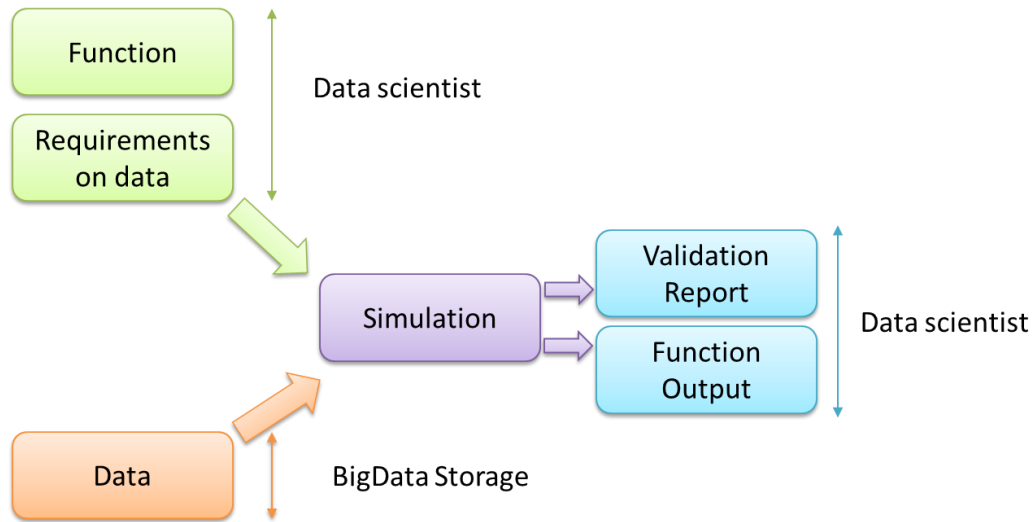 Function
Data scientist
Requirements
on data
Validation
Report
Simulation
Data scientist
Function
Output
Data
BigData Storage